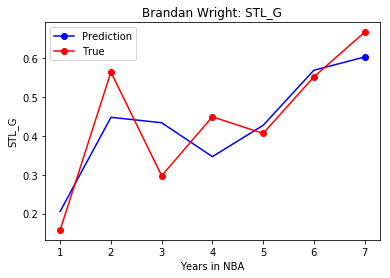 Brandan Wright: STL_G
Prediction
True
STL_G
0.6
0.5
0.4
0.3
0.2
1 2 3 4 5 6 7
Years in NBA